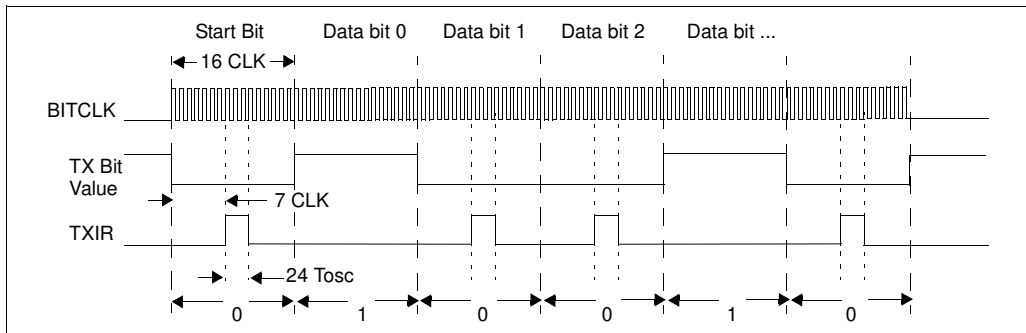 Start Bit Data bit 0 Data bit 1 Data bit 2 Data bit ...
16 CLK
BITCLK
TX Bit
Value
7 CLK
TXIR
24 Tosc
0 1 0 0 1 0